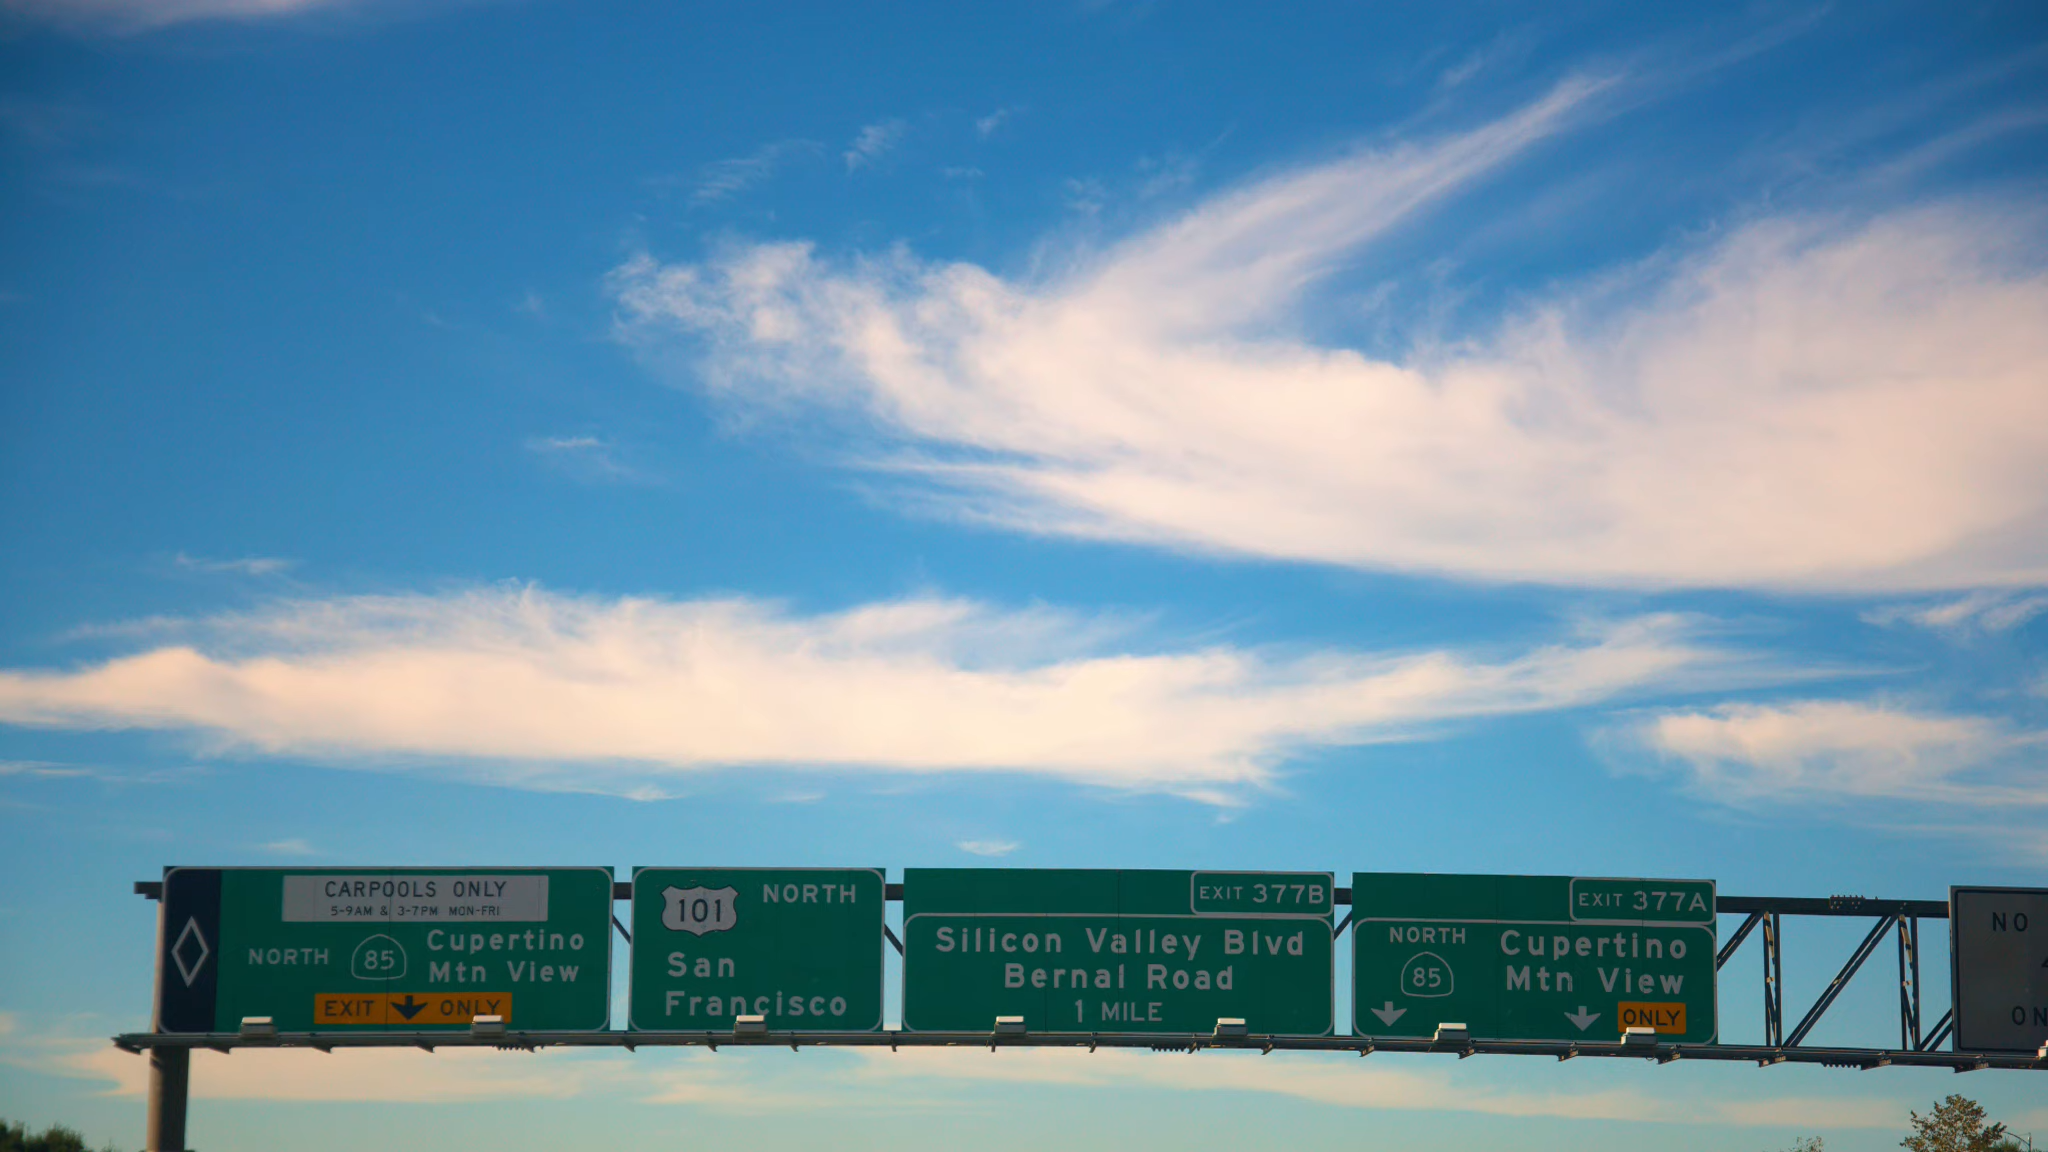 CARPOOLS ONLY
5-9AM & 3-7PM MON-FRI
NORTH 85 Cupertino
Mtn View
EXIT ONLY
101 NORTH
San
Francisco
EXIT 377B
Silicon Valley Blvd
Bernal Road
1 MILE
EXIT 377A
NORTH 85 Cupertino
Mtn View
ONLY
NO